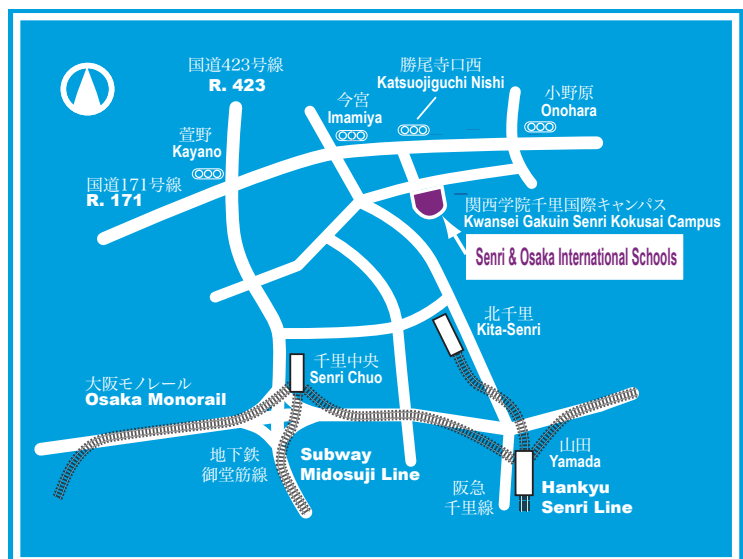 国道423号線
R. 423
勝尾寺口西
Katsuojiguchi Nishi
今宮
Imamiya
小野原
Onohara
萱野
Kayano
国道171号線
R. 171
関西学院千里国際キャンパス
Kwansei Gakuin Senri Kokusai Campus
Senri & Osaka International Schools
北千里
Kita-Senri
千里中央
Senri Chuo
大阪モノレール
Osaka Monorail
地下鉄
御堂筋線
Subway
Midosuji Line
山田
Yamada
阪急
千里線
Hankyu
Senri Line